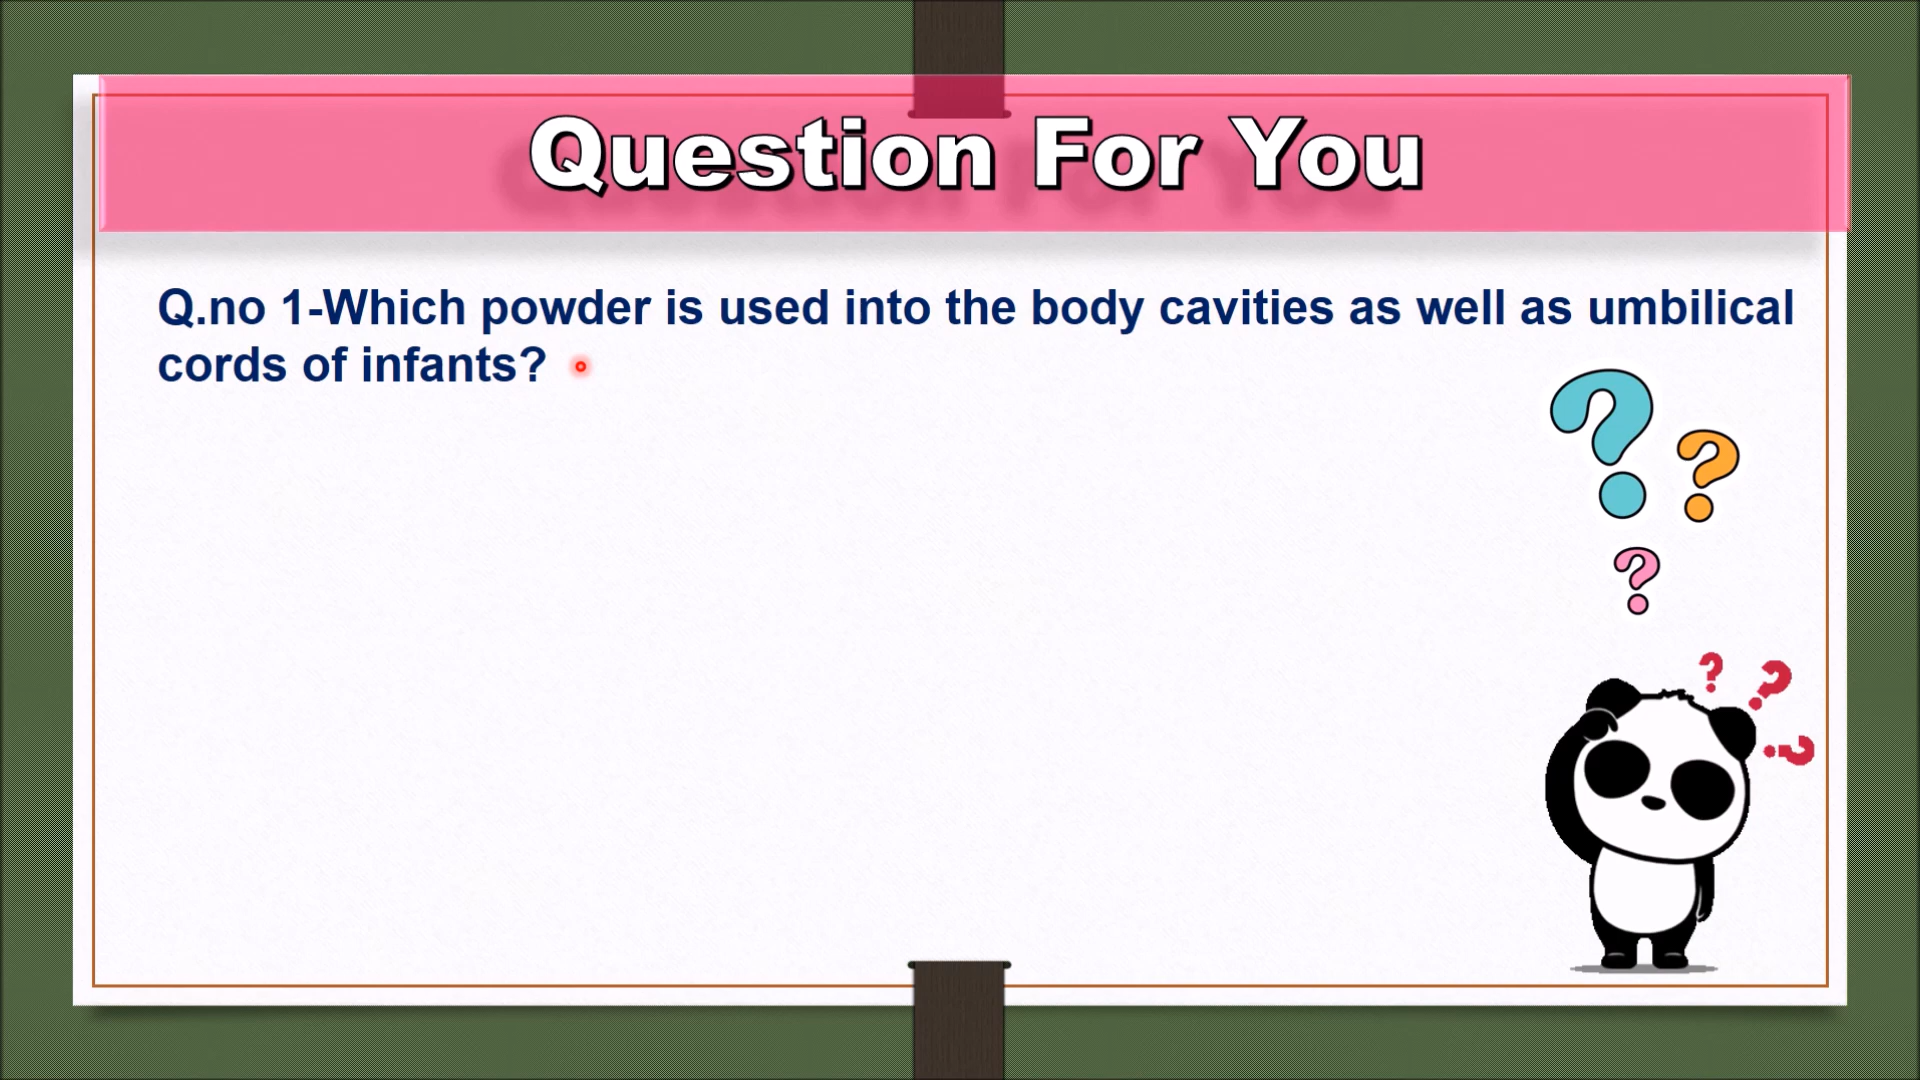 Question For You
Q.no 1-Which powder is used into the body cavities as well as umbilical
cords of infants?